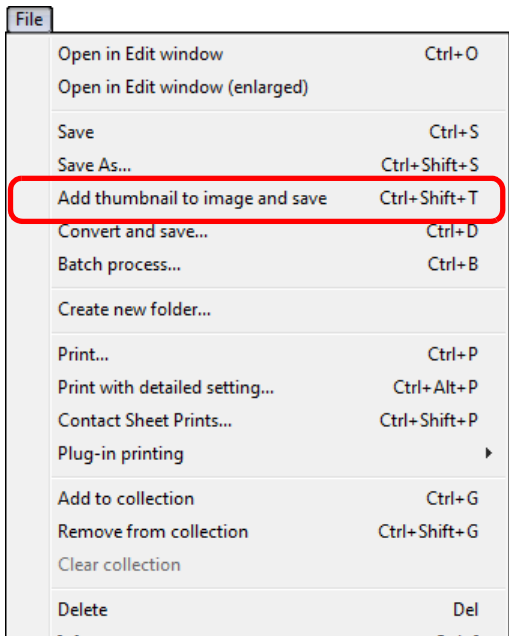 File
Open in Edit window Ctrl+O
Open in Edit window (enlarged)
Save Ctrl+S
Save As... Ctrl+Shift+S
Add thumbnail to image and save Ctrl+Shift+T
Convert and save... Ctrl+D
Batch process... Ctrl+B
Create new folder...
Print... Ctrl+P
Print with detailed setting... Ctrl+Alt+P
Contact Sheet Prints... Ctrl+Shift+P
Plug-in printing
Add to collection Ctrl+G
Remove from collection Ctrl+Shift+G
Clear collection
Delete Del